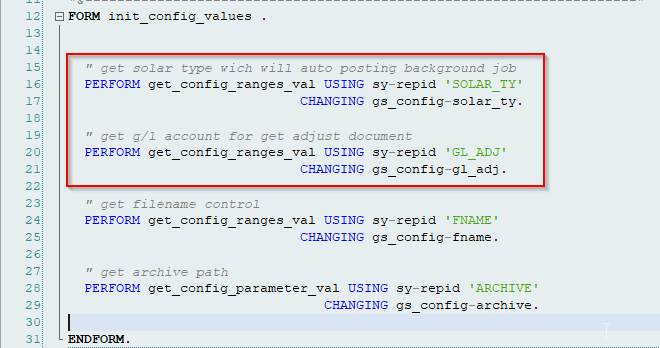 11
12 FORM init_config_values .
13
14
15 " get solar type wich will auto posting background job
16 PERFORM get_config_ranges_val USING sy-repid 'SOLAR_TY'
17 CHANGING gs_config-solar_ty.
18
19 " get g/l account for get adjust document
20 PERFORM get_config_ranges_val USING sy-repid 'GL_ADJ'
21 CHANGING gs_config-gl_adj.
22
23 " get filename control
24 PERFORM get_config_ranges_val USING sy-repid 'FNAME'
25 CHANGING gs_config-fname.
26
27 " get archive path
28 PERFORM get_config_parameter_val USING sy-repid 'ARCHIVE'
29 CHANGING gs_config-archive.
30
31 ENDFORM.